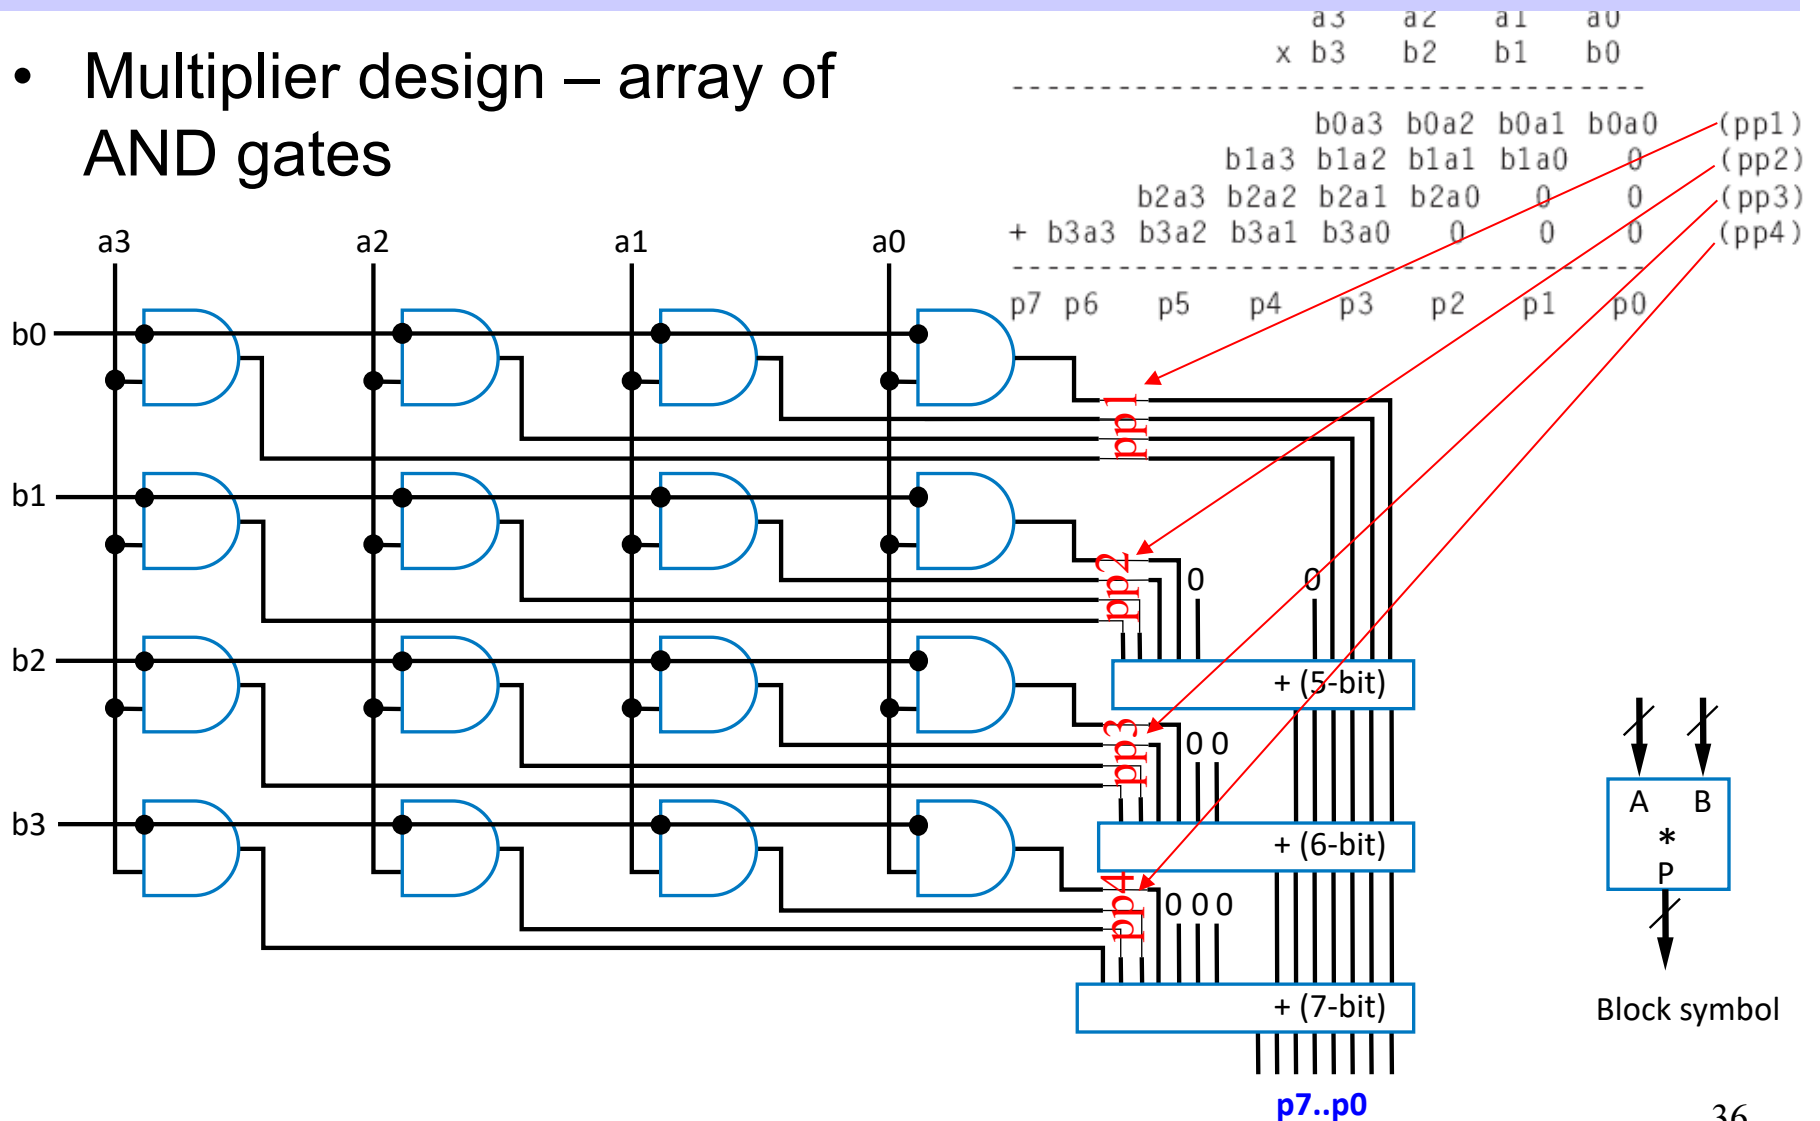 • Multiplier design – array of
AND gates
a3 a2 a1 a0
x b3 b2 b1 b0
-----------------------------------
b0a3 b0a2 b0a1 b0a0 (pp1)
b1a3 b1a2 b1a1 b1a0 0 (pp2)
b2a3 b2a2 b2a1 b2a0 0 0 (pp3)
+ b3a3 b3a2 b3a1 b3a0 0 0 0 (pp4)
-----------------------------------
p7 p6 p5 p4 p3 p2 p1 p0
a3 a2 a1 a0
b0
pp1
b1
pp2
0 0
b2
+ (5-bit)
pp3
0 0
b3
+ (6-bit)
pp4
0 0 0
+ (7-bit)
p7..p0
A B
*
P
Block symbol
36